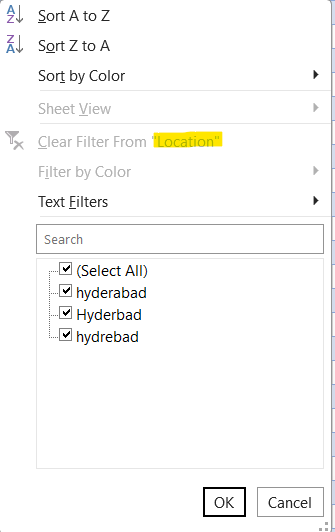 Sort A to Z
Sort Z to A
Sort by Color
Sheet View
Clear Filter From "Location"
Filter by Color
Text Filters
Search
(Select All)
hyderabad
Hyderbad
hydrebad
OK Cancel